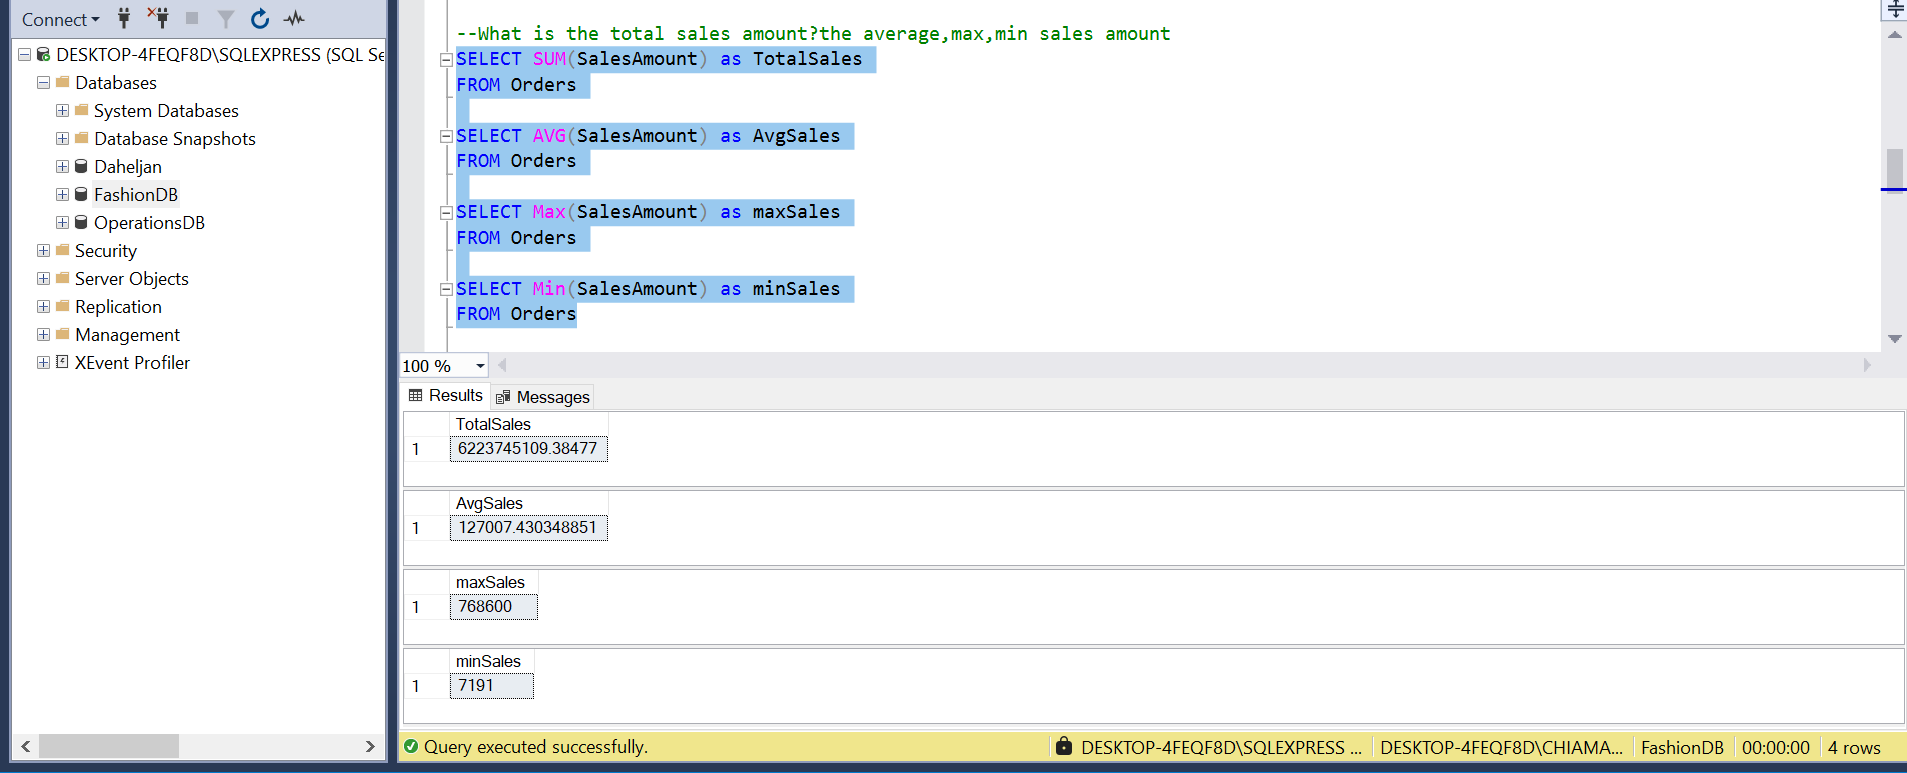 Connect
DESKTOP-4FEQF8D\SQLEXPRESS (SQL Se
Databases
System Databases
Database Snapshots
Daheljan
FashionDB
OperationsDB
Security
Server Objects
Replication
Management
XEvent Profiler
--What is the total sales amount?the average,max,min sales amount
SELECT SUM(SalesAmount) as TotalSales
FROM Orders
SELECT AVG(SalesAmount) as AvgSales
FROM Orders
SELECT Max(SalesAmount) as maxSales
FROM Orders
SELECT Min(SalesAmount) as minSales
FROM Orders
100 %
Results Messages
TotalSales
1 6223745109.38477
AvgSales
1 127007.430348851
maxSales
1 768600
minSales
1 7191
Query executed successfully. DESKTOP-4FEQF8D\SQLEXPRESS ... DESKTOP-4FEQF8D\CHIAMA... FashionDB 00:00:00 4 rows